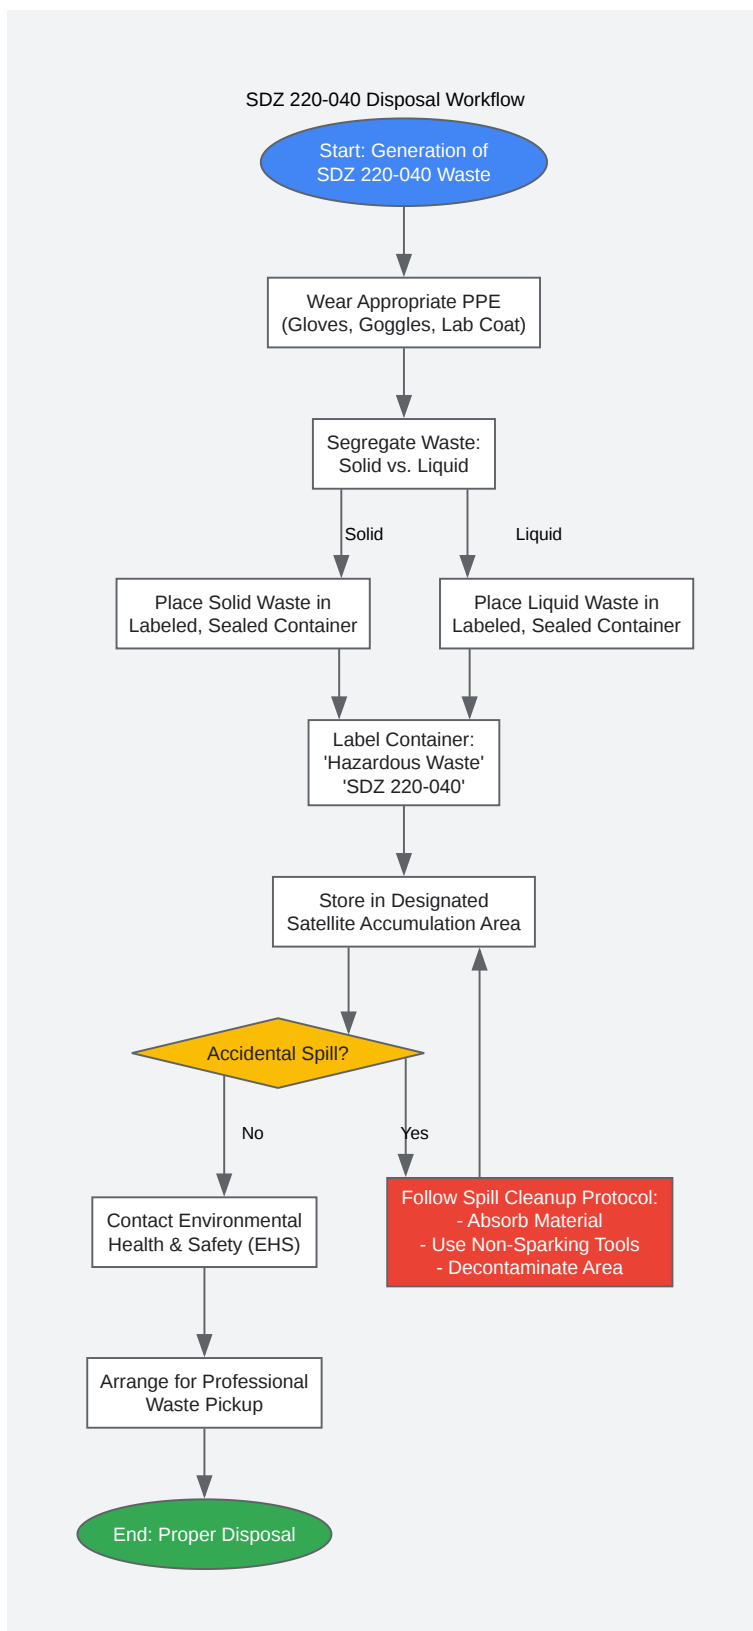 SDZ 220-040 Disposal Workflow
Start: Generation of
SDZ 220-040 Waste
Wear Appropriate PPE
(Gloves, Goggles, Lab Coat)
Segregate Waste:
Solid vs. Liquid
Solid
Liquid
Place Solid Waste in
Labeled, Sealed Container
Place Liquid Waste in
Labeled, Sealed Container
Label Container:
'Hazardous Waste'
'SDZ 220-040'
Store in Designated
Satellite Accumulation Area
Accidental Spill?
No
Yes
Contact Environmental
Health & Safety (EHS)
Follow Spill Cleanup Protocol:
- Absorb Material
- Use Non-Sparking Tools
- Decontaminate Area
Arrange for Professional
Waste Pickup
End: Proper Disposal